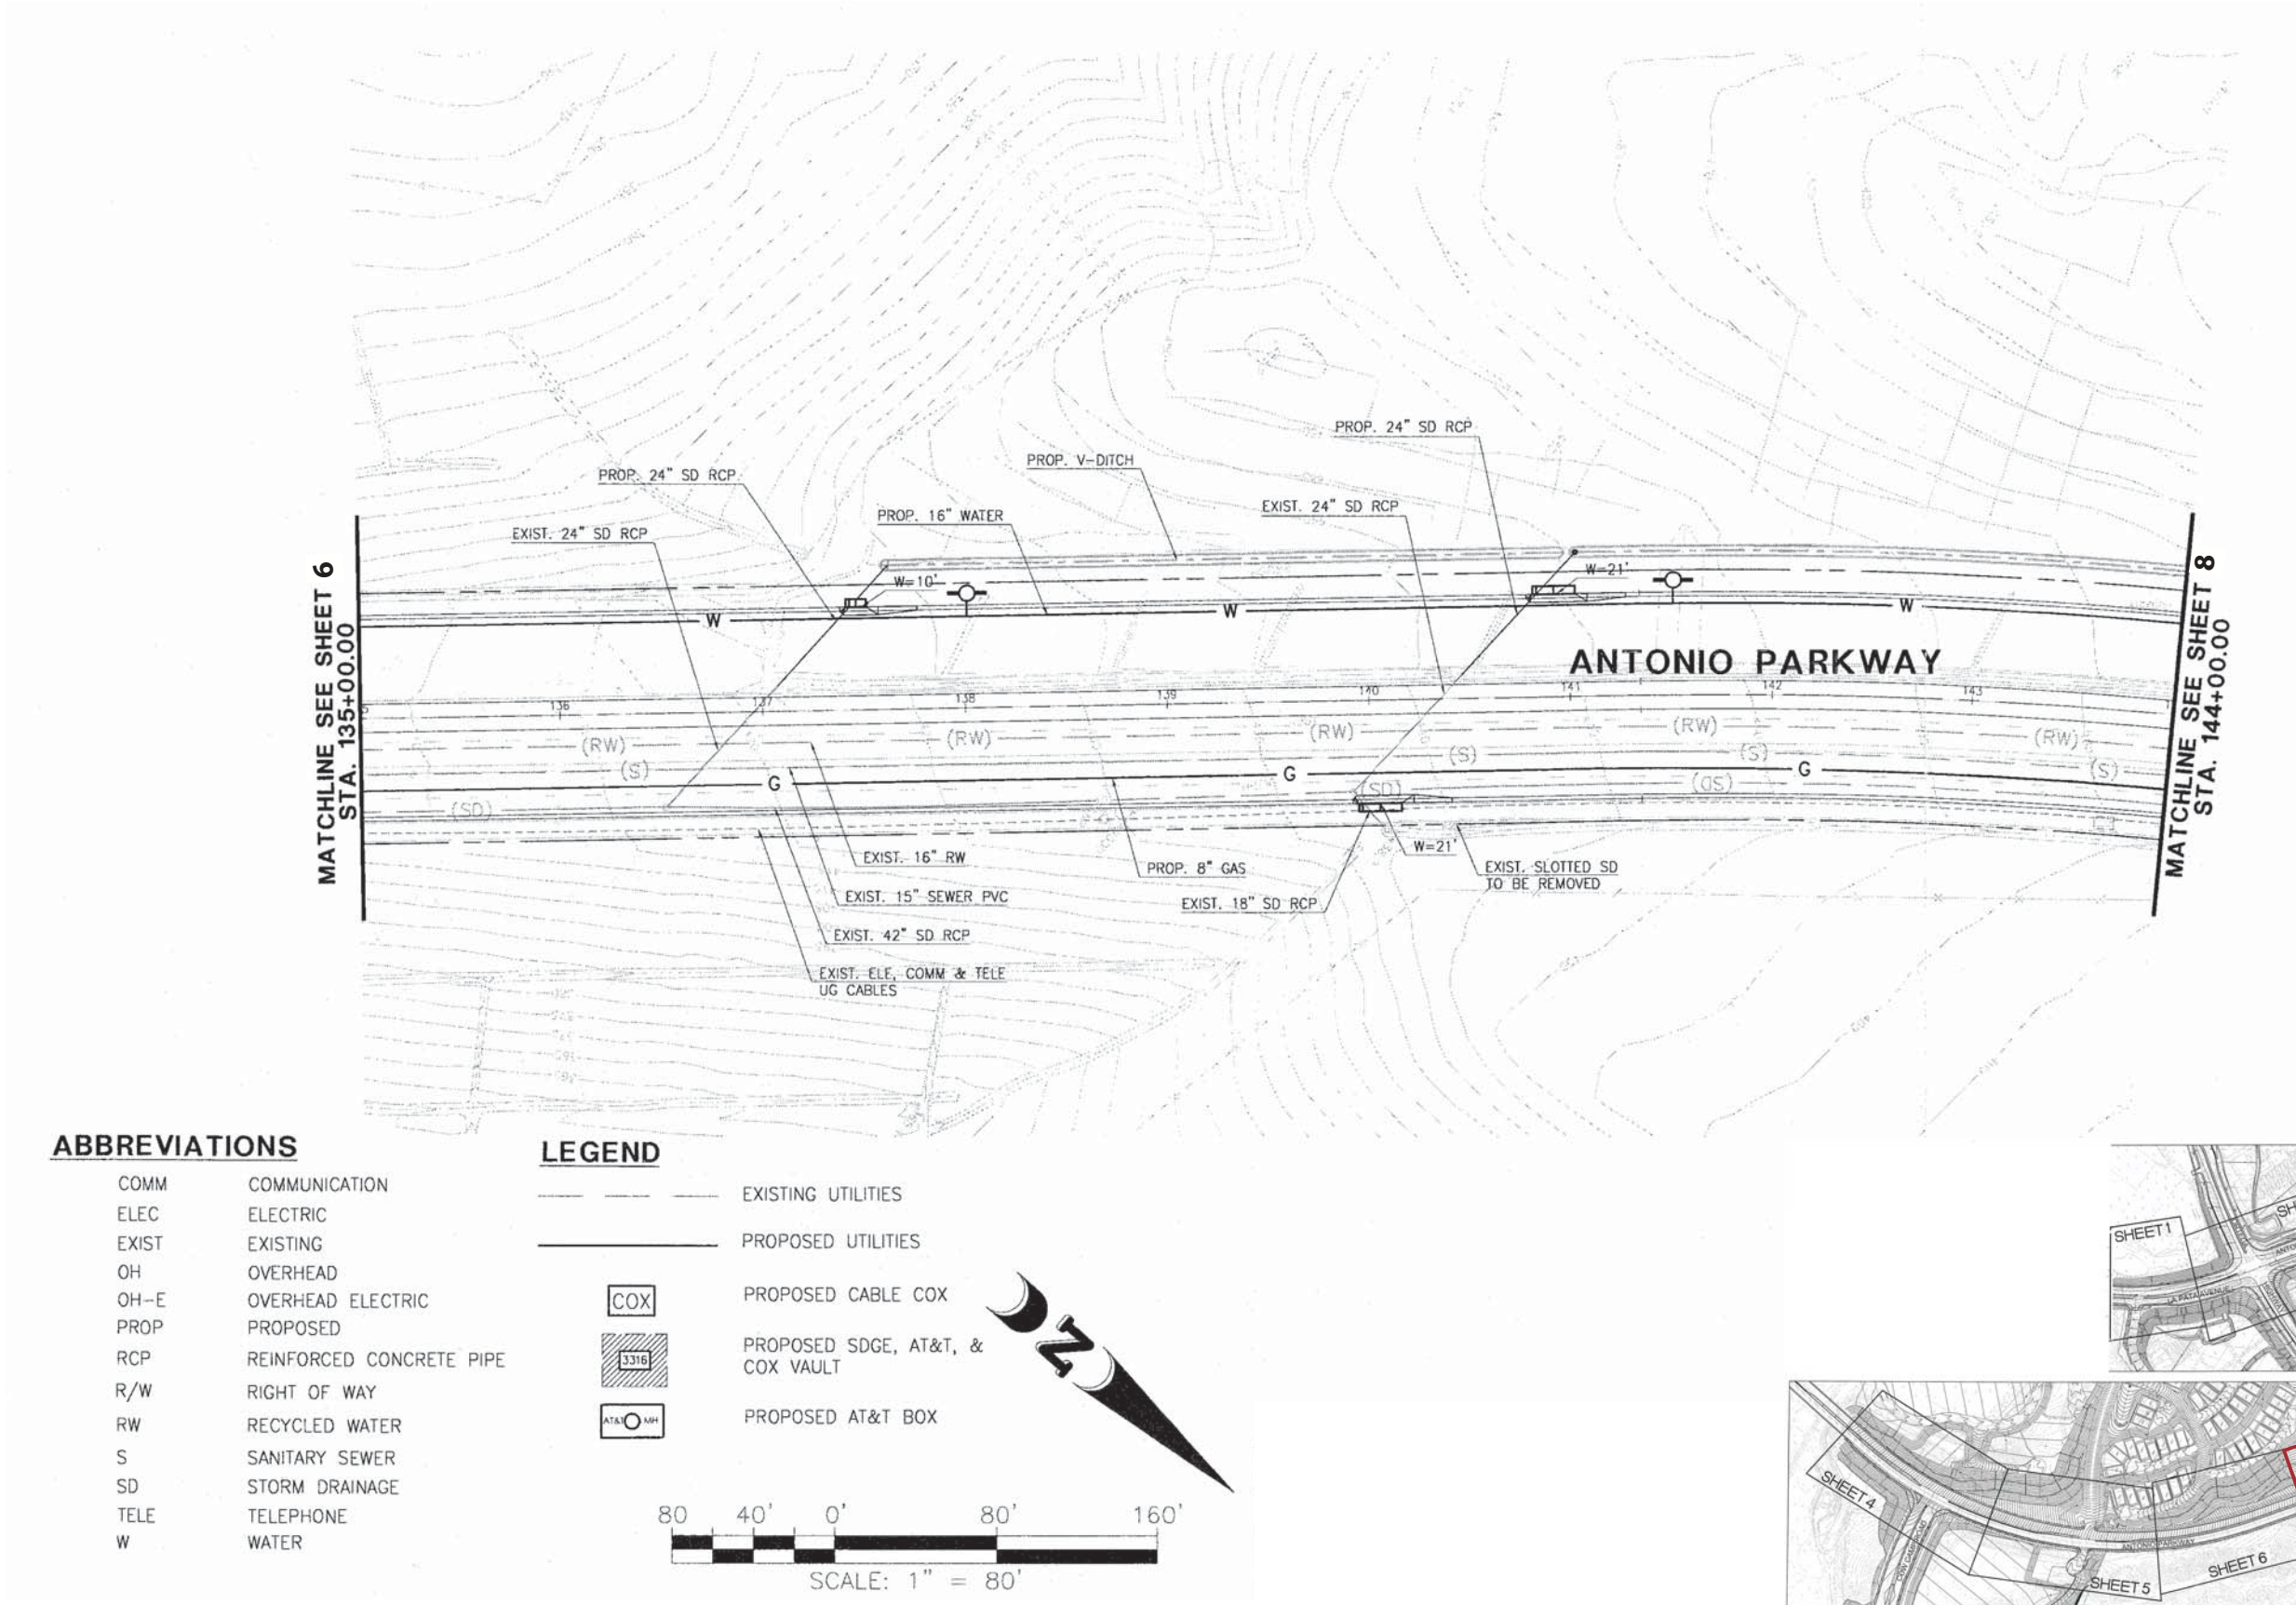 PROP. 24" SD RCP
PROP. V-DITCH
PROP. 24" SD RCP
EXIST. 24" SD RCP
PROP. 16" WATER
EXIST. 24" SD RCP
W=10'
W=21'
MATCHLINE SEE SHEET 6
STA. 135+00.00
W
W
W
ANTONIO PARKWAY
MATCHLINE SEE SHEET 8
STA. 144+00.00
136
137
138
139
140
141
142
143
(RW)
(RW)
(RW)
(RW)
(RW)
(S)
(S)
(S)
(S)
G
G
G
(SD)
(SD)
(SD)
W=21'
EXIST. 16" RW
PROP. 8" GAS
EXIST. SLOTTED SD
TO BE REMOVED
EXIST. 15" SEWER PVC
EXIST. 18" SD RCP
EXIST. 42" SD RCP
EXIST. ELE, COMM & TELE
UG CABLES
ABBREVIATIONS
COMM COMMUNICATION
ELEC ELECTRIC
EXIST EXISTING
OH OVERHEAD
OH-E OVERHEAD ELECTRIC
PROP PROPOSED
RCP REINFORCED CONCRETE PIPE
R/W RIGHT OF WAY
RW RECYCLED WATER
S SANITARY SEWER
SD STORM DRAINAGE
TELE TELEPHONE
W WATER
LEGEND
EXISTING UTILITIES
PROPOSED UTILITIES
COX PROPOSED CABLE COX
3316 PROPOSED SDGE, AT&T, &
COX VAULT
AT&T MH PROPOSED AT&T BOX
N
80 40' 0' 80' 160'
SCALE: 1" = 80'
SHEET 1
LA PATA AVENUE
SHEET 4
ANTONIO PARKWAY
SHEET 5
SHEET 6